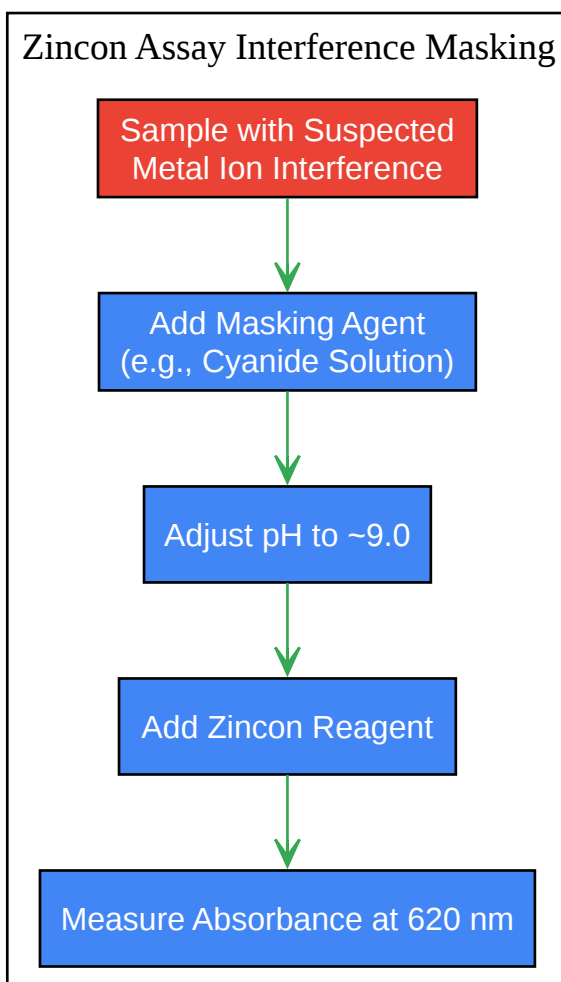 Zincon Assay Interference Masking
Sample with Suspected
Metal Ion Interference
Add Masking Agent
(e.g., Cyanide Solution)
Adjust pH to ~9.0
Add Zincon Reagent
Measure Absorbance at 620 nm